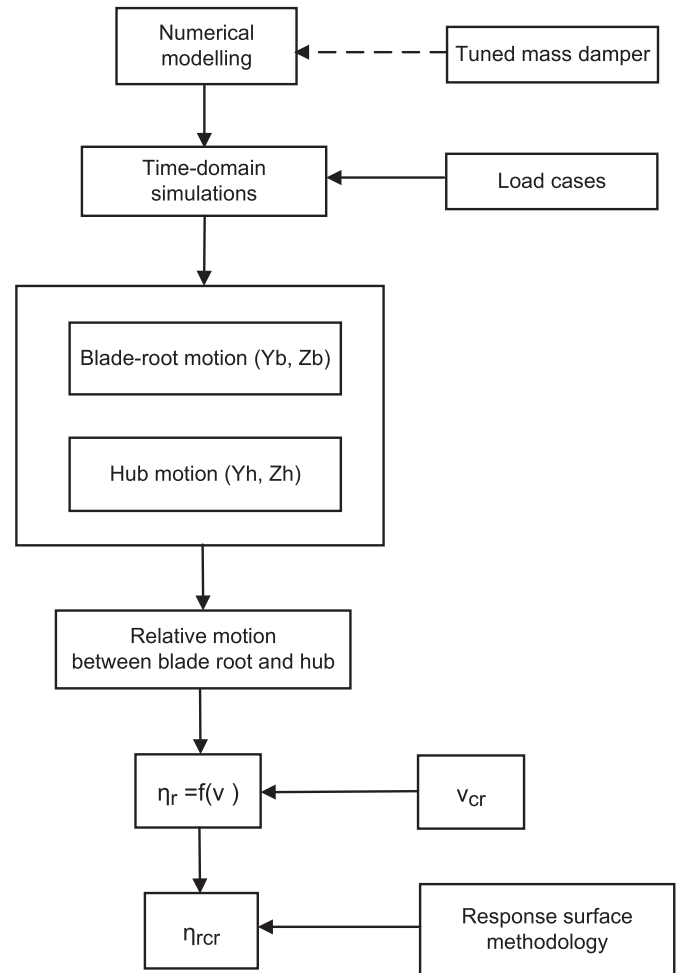 Numerical
modelling
Tuned mass damper
Time-domain
simulations
Load cases
Blade-root motion (Yb, Zb)
Hub motion (Yh, Zh)
Relative motion
between blade root and hub
ηr =f(v )
vcr
ηrcr
Response surface
methodology